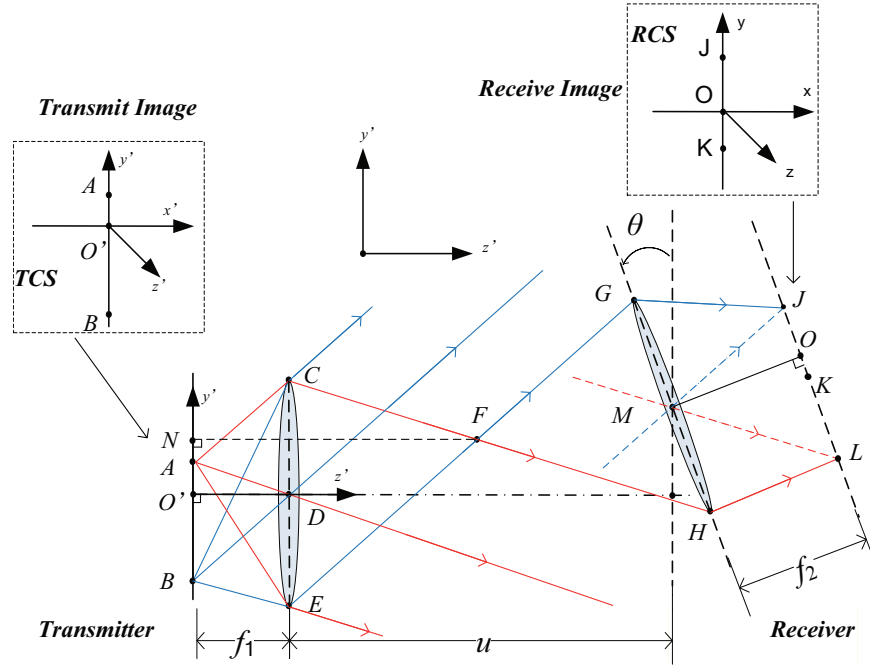 RCS
y
J
O
x
K
z
Receive Image
Transmit Image
y'
A
x'
O'
TCS
z'
B
y'
z'
θ
G
J
O
K
M
L
H
y'
C
N
F
A
z'
O'
D
B
E
Transmitter
f1
u
f2
Receiver